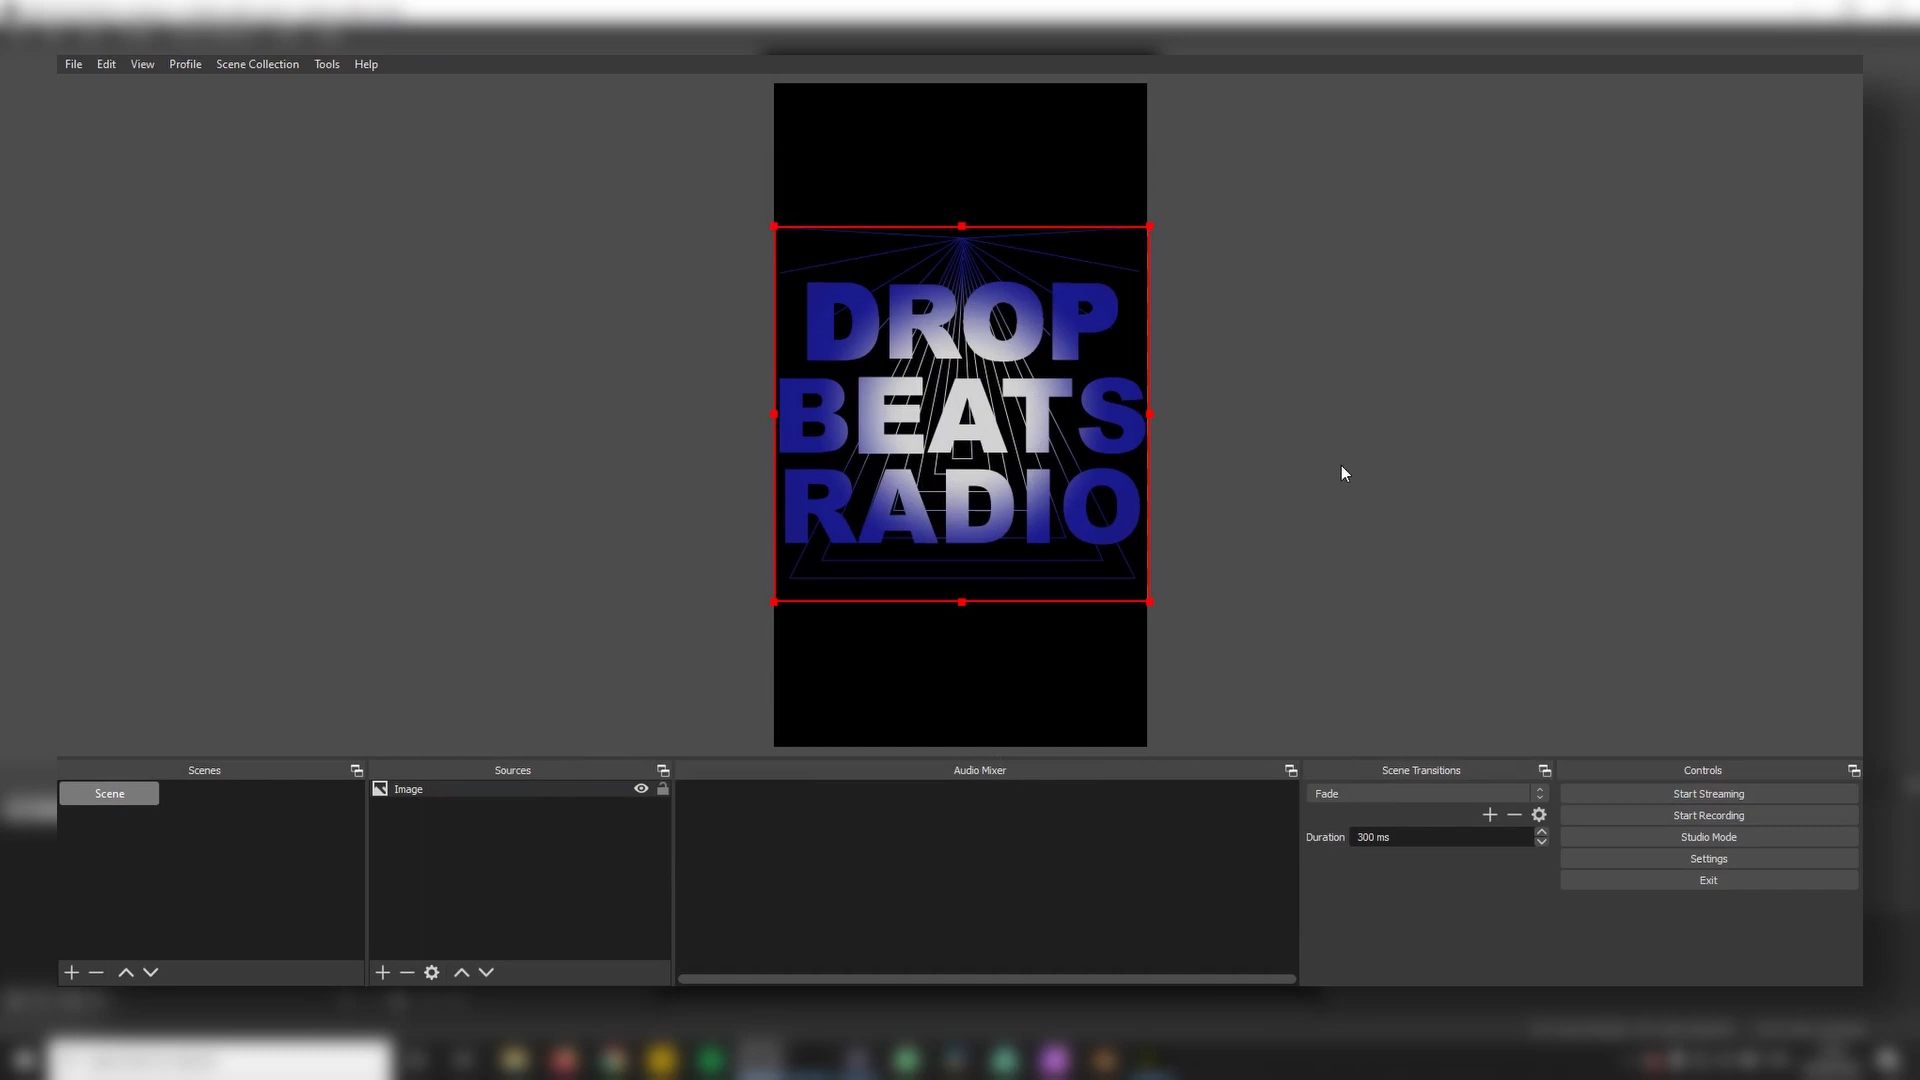 File Edit View Profile Scene Collection Tools Help
DROP
BEATS
RADIO
Scenes
Scene
Sources
Image
Audio Mixer
Scene Transitions
Fade
Duration 300 ms
Controls
Start Streaming
Start Recording
Studio Mode
Settings
Exit